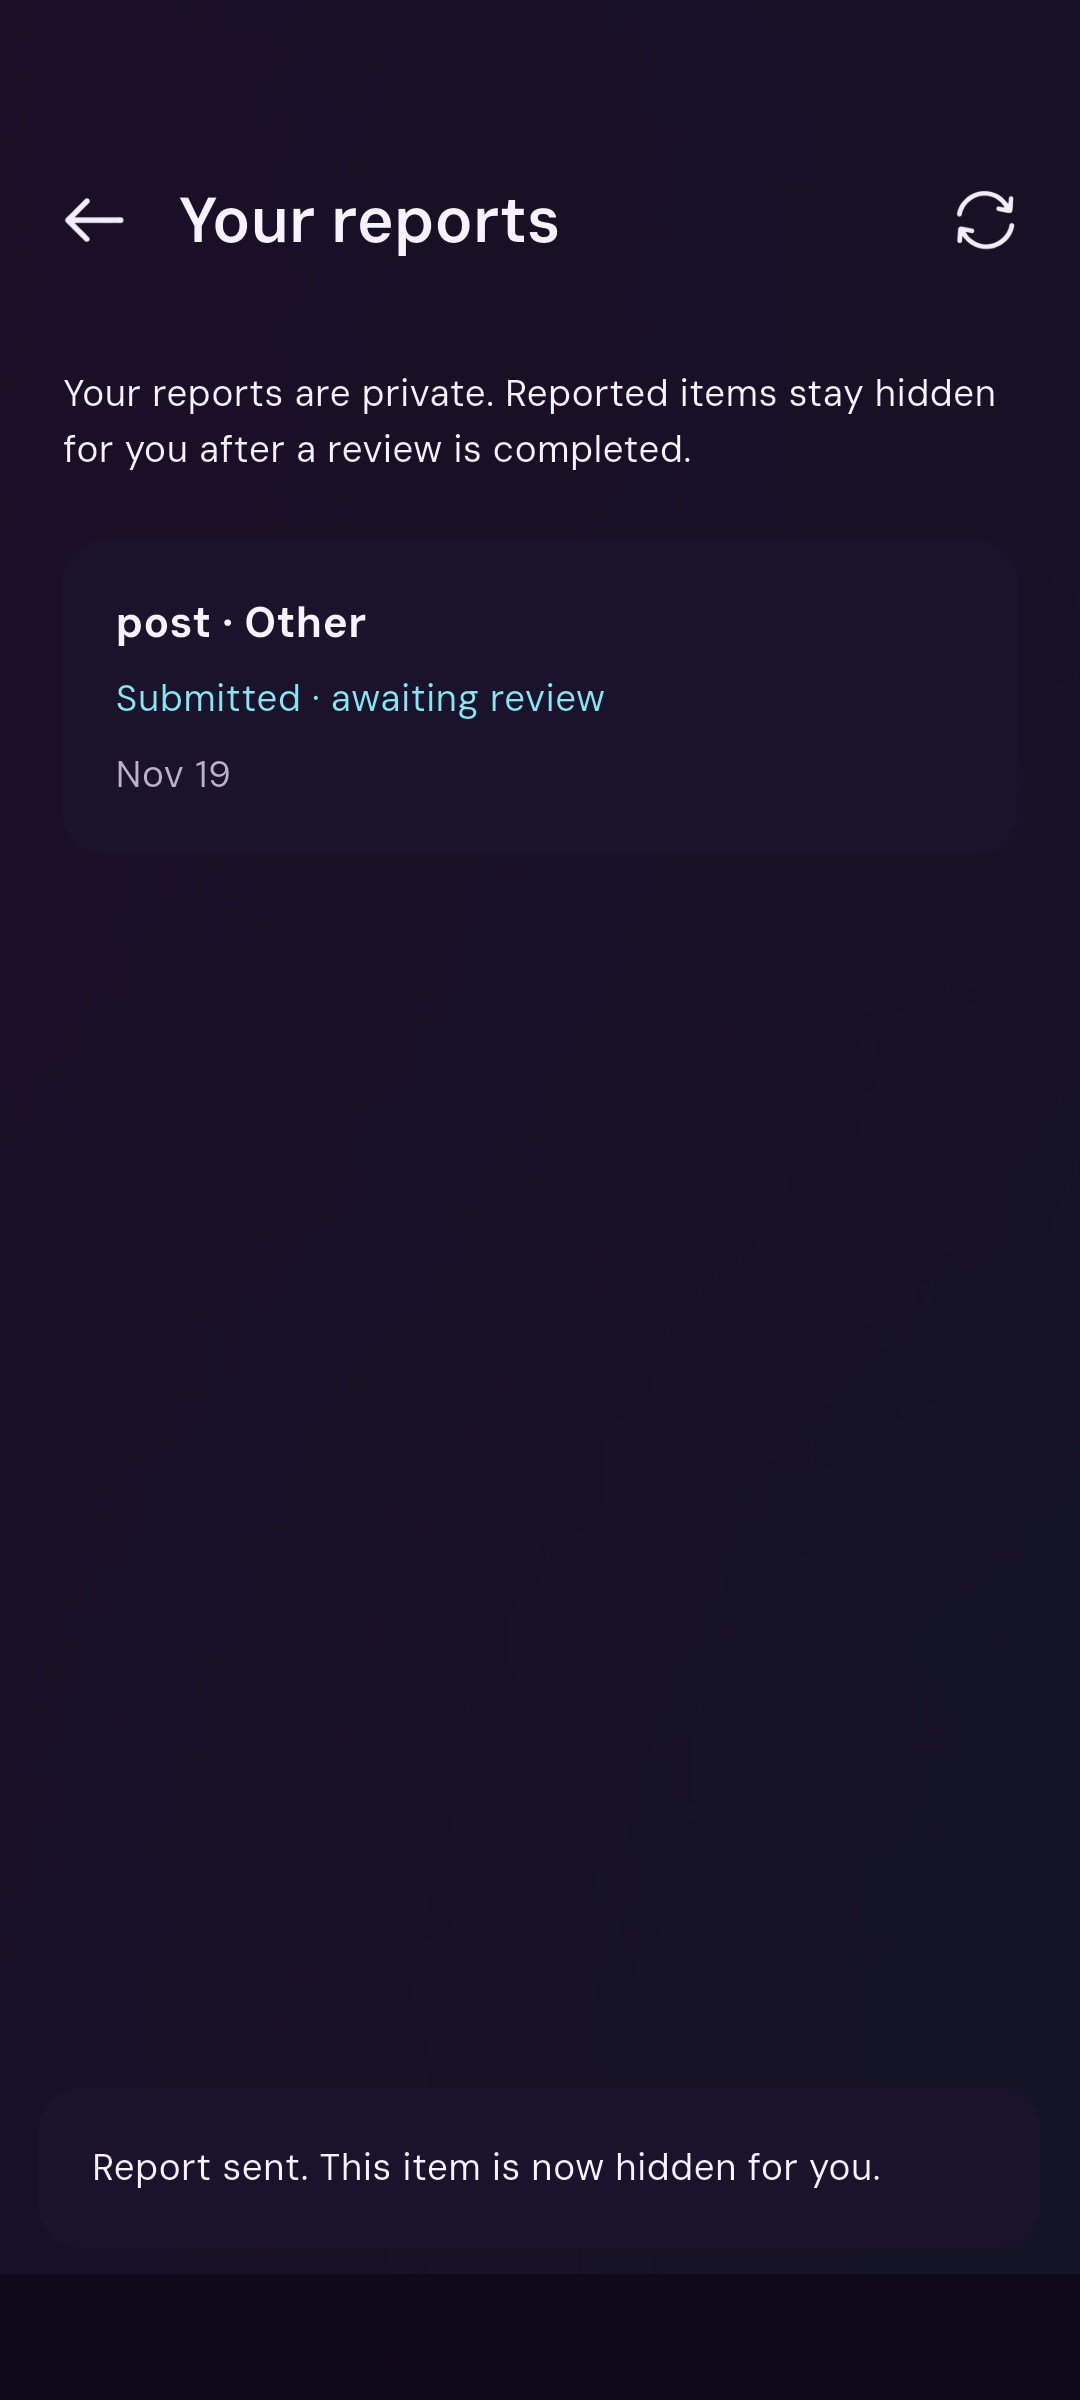 Your reports
Your reports are private. Reported items stay hidden
for you after a review is completed.
post · Other
Submitted · awaiting review
Nov 19
Report sent. This item is now hidden for you.